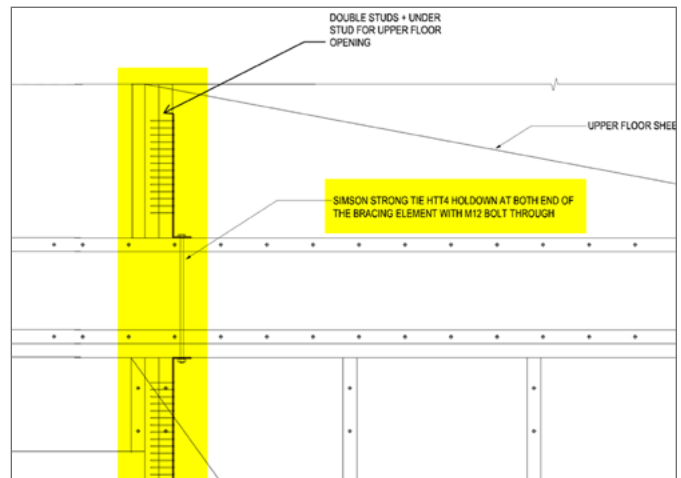 DOUBLE STUDS + UNDER
STUD FOR UPPER FLOOR
OPENING
UPPER FLOOR SHEE
SIMSON STRONG TIE HTT4 HOLDOWN AT BOTH END OF
THE BRACING ELEMENT WITH M12 BOLT THROUGH